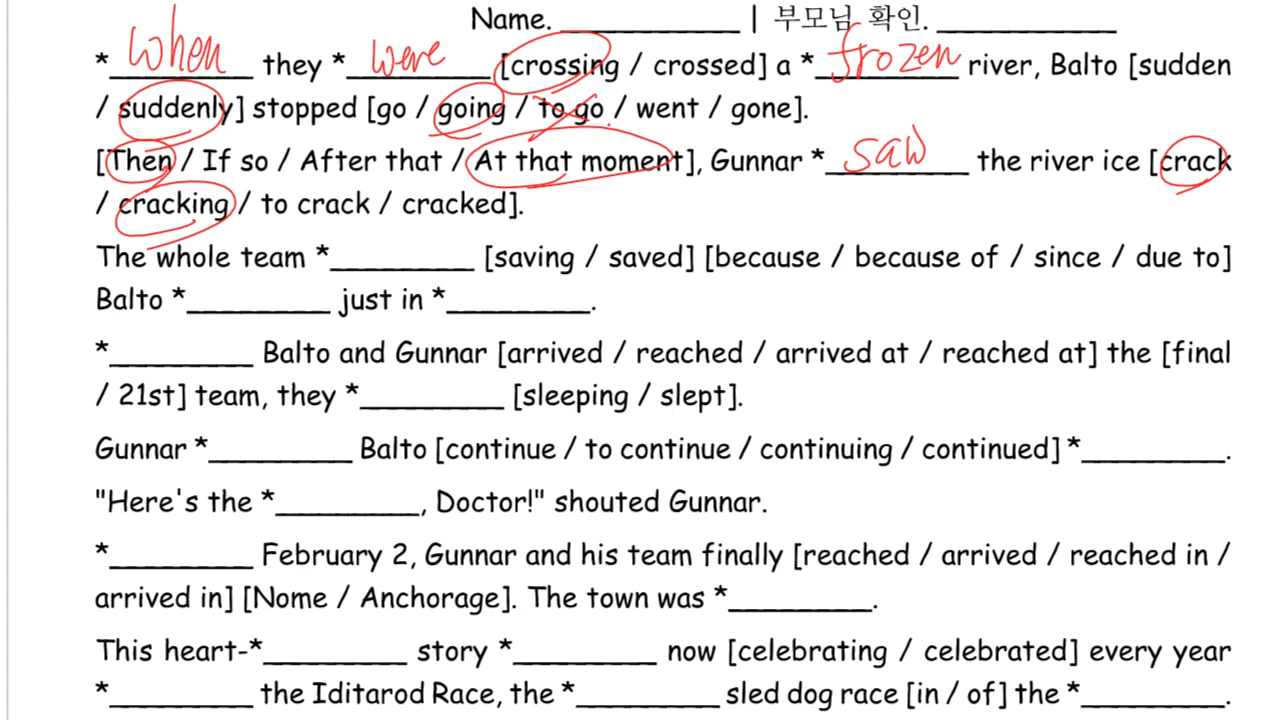 Name. ____________ | 부모님 확인. ____________
*when they *were [crossing / crossed] a *frozen river, Balto [sudden
/ suddenly] stopped [go / going / to go / went / gone].
[Then / If so / After that / At that moment], Gunnar *saw the river ice [crack
/ cracking / to crack / cracked].
The whole team *_________ [saving / saved] [because / because of / since / due to]
Balto *_________ just in *_________.
*_________ Balto and Gunnar [arrived / reached / arrived at / reached at] the [final
/ 21st] team, they *_________ [sleeping / slept].
Gunnar *_________ Balto [continue / to continue / continuing / continued] *_________.
"Here's the *_________, Doctor!" shouted Gunnar.
*_________ February 2, Gunnar and his team finally [reached / arrived / reached in /
arrived in] [Nome / Anchorage]. The town was *_________.
This heart-*_________ story *_________ now [celebrating / celebrated] every year
*_________ the Iditarod Race, the *_________ sled dog race [in / of] the *_________.